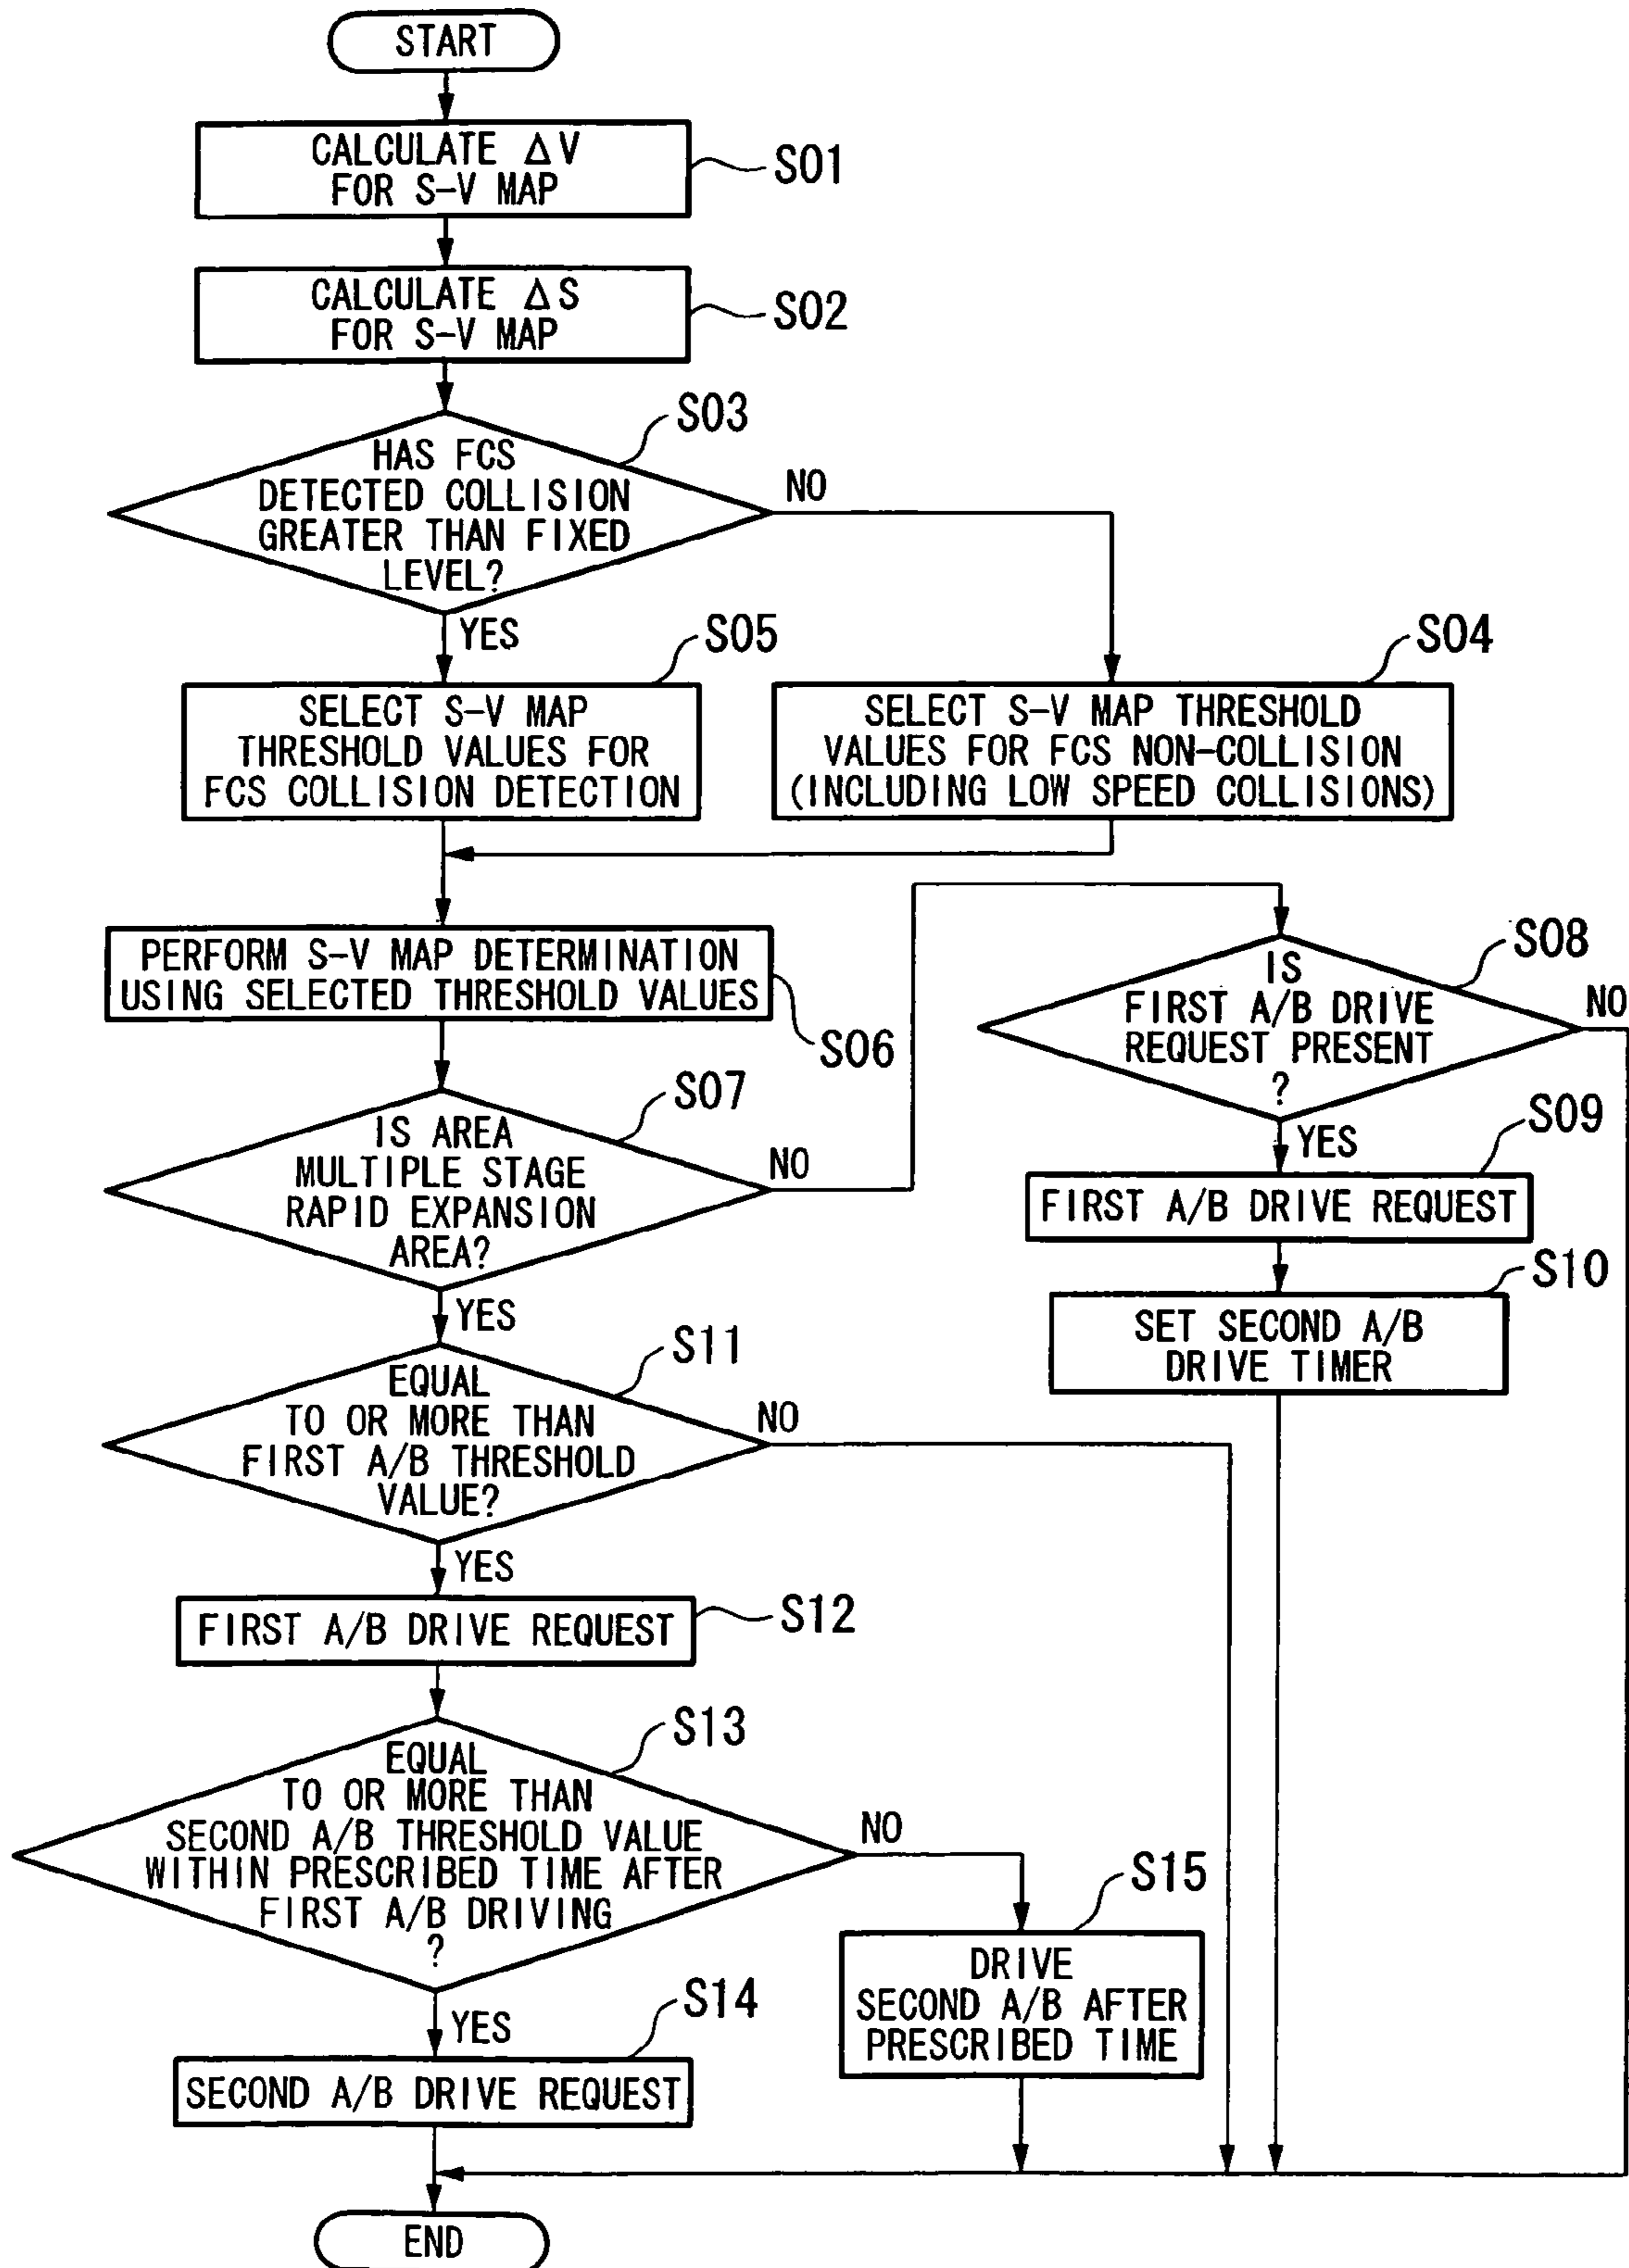 START
CALCULATE ΔV
FOR S-V MAP
S01
CALCULATE ΔS
FOR S-V MAP
S02
S03
HAS FCS
DETECTED COLLISION
GREATER THAN FIXED
LEVEL?
NO
YES
S05
SELECT S-V MAP
THRESHOLD VALUES FOR
FCS COLLISION DETECTION
S04
SELECT S-V MAP THRESHOLD
VALUES FOR FCS NON-COLLISION
(INCLUDING LOW SPEED COLLISIONS)
PERFORM S-V MAP DETERMINATION
USING SELECTED THRESHOLD VALUES
S06
S07
IS AREA
MULTIPLE STAGE
RAPID EXPANSION
AREA?
NO
YES
S08
IS
FIRST A/B DRIVE
REQUEST PRESENT
?
NO
YES
S09
FIRST A/B DRIVE REQUEST
S10
SET SECOND A/B
DRIVE TIMER
S11
EQUAL
TO OR MORE THAN
FIRST A/B THRESHOLD
VALUE?
NO
YES
FIRST A/B DRIVE REQUEST
S12
S13
EQUAL
TO OR MORE THAN
SECOND A/B THRESHOLD VALUE
WITHIN PRESCRIBED TIME AFTER
FIRST A/B DRIVING
?
NO
YES
S15
DRIVE
SECOND A/B AFTER
PRESCRIBED TIME
S14
SECOND A/B DRIVE REQUEST
END